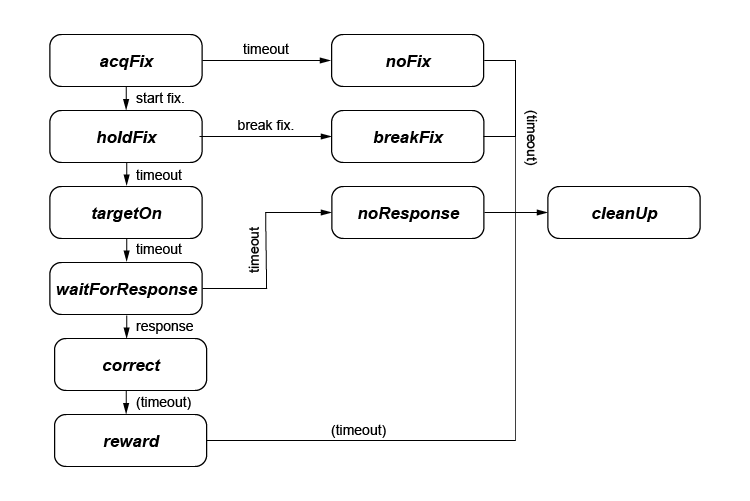 acqFix
timeout
noFix
start fix.
holdFix
break fix.
breakFix
(timeout)
timeout
targetOn
noResponse
cleanUp
timeout
timeout
waitForResponse
response
correct
(timeout)
reward
(timeout)